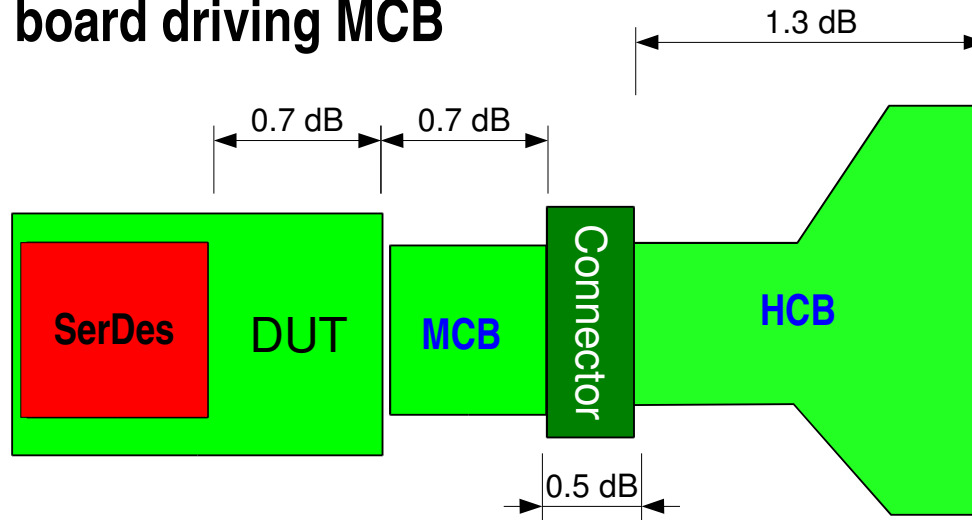 board driving MCB
1.3 dB
0.7 dB
0.7 dB
SerDes
DUT
MCB
Connector
HCB
0.5 dB